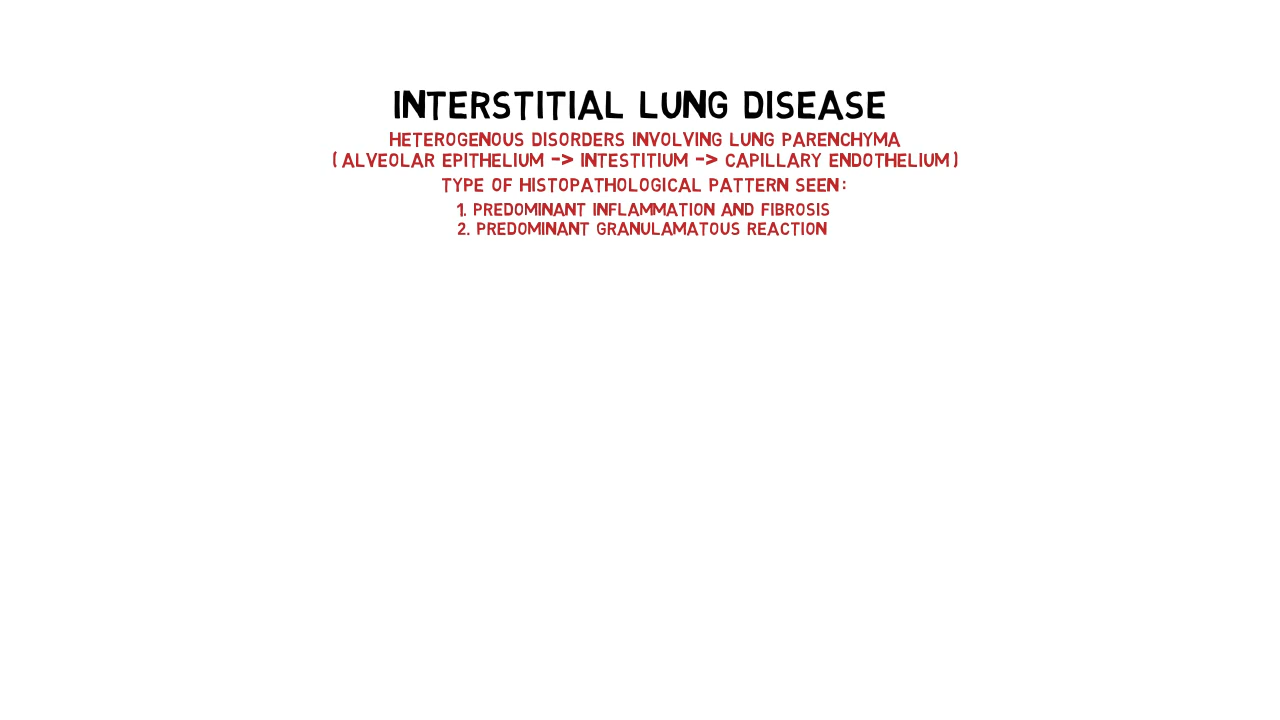 INTERSTITIAL LUNG DISEASE
HETEROGENOUS DISORDERS INVOLVING LUNG PARENCHYMA
( ALVEOLAR EPITHELIUM -> INTESTITIUM -> CAPILLARY ENDOTHELIUM )
TYPE OF HISTOPATHOLOGICAL PATTERN SEEN:
1. PREDOMINANT INFLAMMATION AND FIBROSIS
2. PREDOMINANT GRANULAMATOUS REACTION